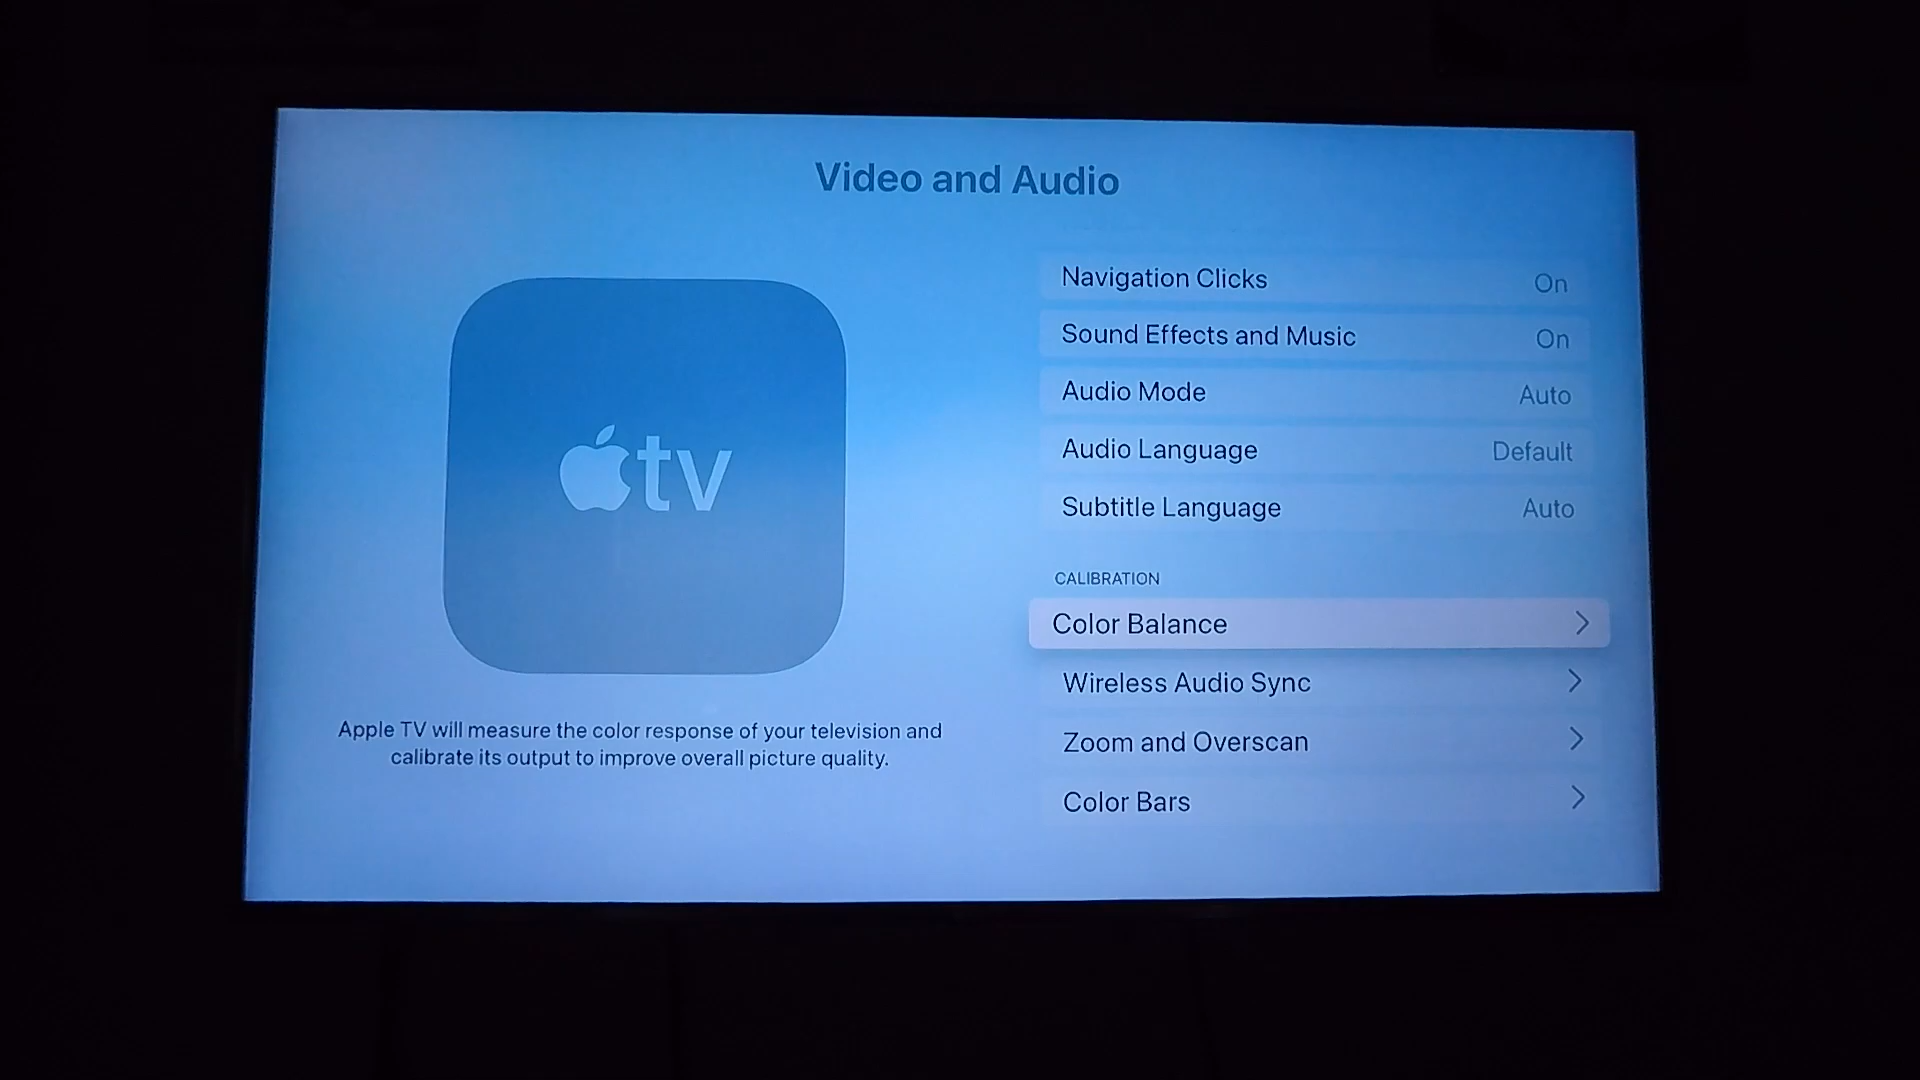 Video and Audio
Navigation Clicks On
Sound Effects and Music On
Audio Mode Auto
Audio Language Default
Subtitle Language Auto
CALIBRATION
Color Balance
Wireless Audio Sync
Zoom and Overscan
Color Bars
tv
Apple TV will measure the color response of your television and
calibrate its output to improve overall picture quality.